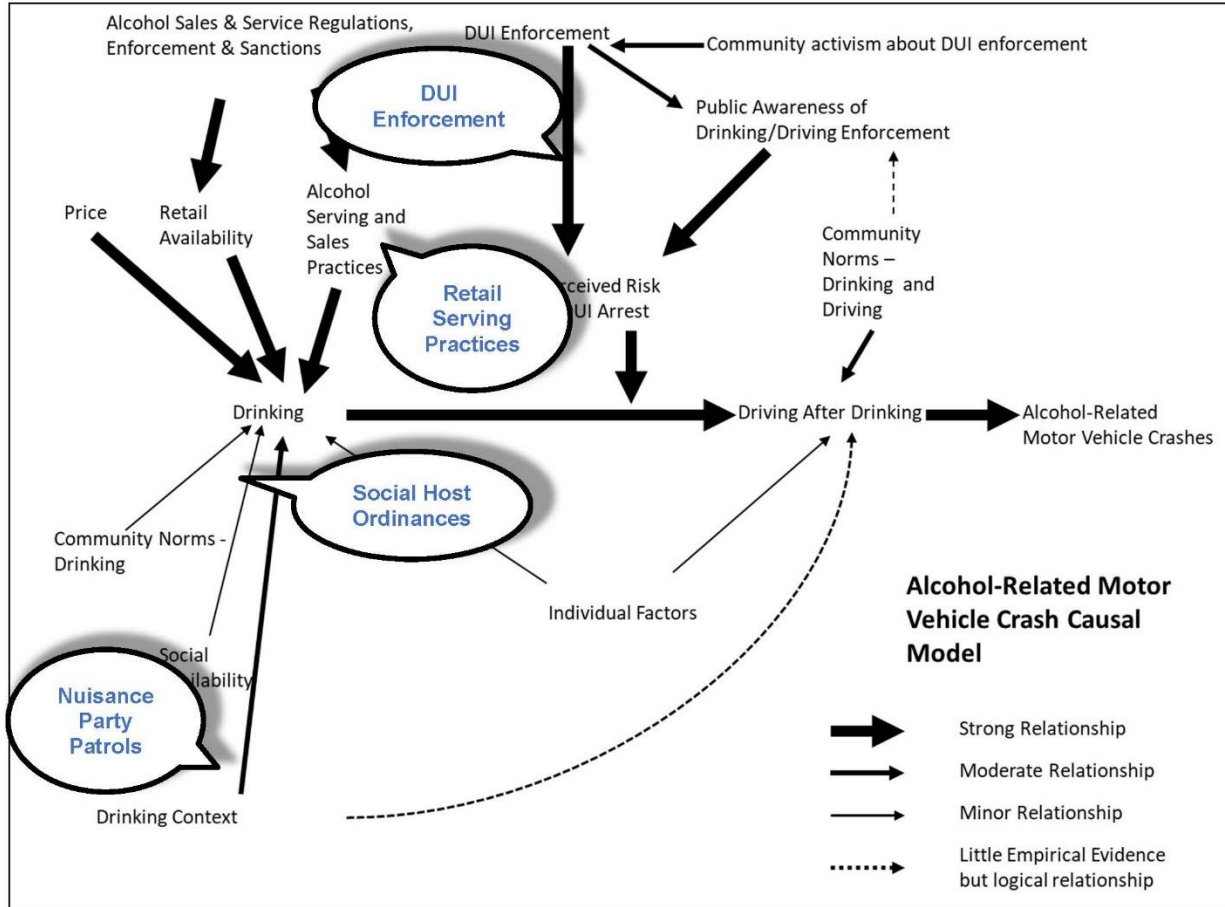 Alcohol Sales & Service Regulations,
Enforcement & Sanctions
DUI Enforcement
Community activism about DUI enforcement
DUI
Enforcement
Public Awareness of
Drinking/Driving Enforcement
Price
Retail
Availability
Alcohol
Serving and
Sales
Practices
Community
Norms –
Drinking and
Driving
Retail
Serving
Practices
Risk
Arrest
Drinking
Driving After Drinking
Alcohol-Related
Motor Vehicle Crashes
Social Host
Ordinances
Community Norms -
Drinking
Individual Factors
Social
Nuisance
Party
Patrols
Drinking Context
Alcohol-Related Motor
Vehicle Crash Causal
Model
Strong Relationship
Moderate Relationship
Minor Relationship
Little Empirical Evidence
but logical relationship